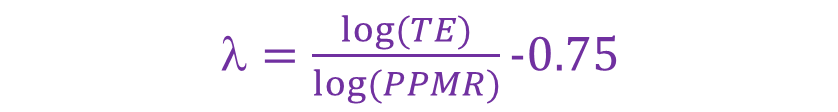 λ = log(TE)/log(PPMR) -0.75